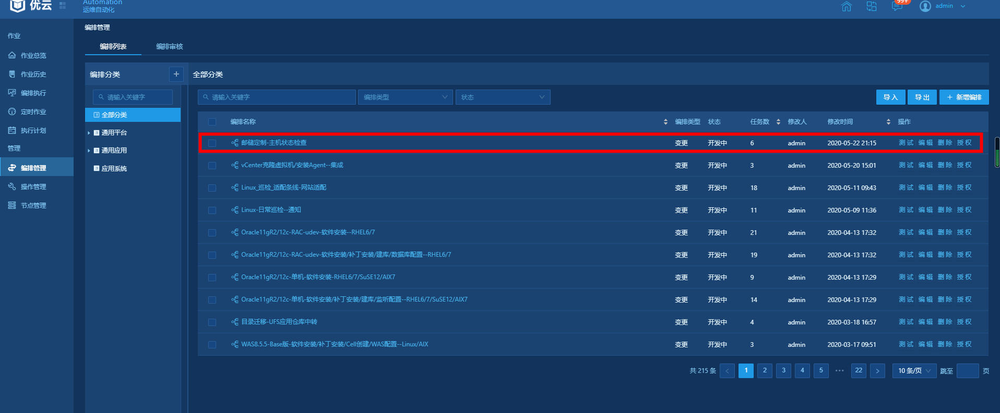 优云
Automation
运维自动化
99+
admin
作业
作业总览
作业历史
编排执行
定时作业
执行计划
管理
编排管理
操作管理
节点管理
编排管理
编排列表 编排审核
编排分类 +
请输入关键字
全部分类
通用平台
通用应用
应用系统
全部分类
请输入关键字 编排类型 状态 导 入 导 出 + 新增编排
编排名称 编排类型 状态 任务数 修改人 修改时间 操作
邮储定制-主机状态检查 变更 开发中 6 admin 2020-05-22 21:15 测 试 编 辑 删 除 授 权
vCenter克隆虚拟机/安装Agent--集成 变更 开发中 3 admin 2020-05-20 15:01 测 试 编 辑 删 除 授 权
Linux_巡检_适配条线-网站适配 变更 开发中 18 admin 2020-05-11 09:43 测 试 编 辑 删 除 授 权
Linux-日常巡检--通知 变更 开发中 11 admin 2020-05-09 11:36 测 试 编 辑 删 除 授 权
Oracle11gR2/12c-RAC-udev-软件安装--RHEL6/7 变更 开发中 21 admin 2020-04-13 17:32 测 试 编 辑 删 除 授 权
Oracle11gR2/12c-RAC-udev-软件安装/补丁安装/建库/数据库配置--RHEL6/7 变更 开发中 19 admin 2020-04-13 17:32 测 试 编 辑 删 除 授 权
Oracle11gR2/12c-单机-软件安装-RHEL6/7/SuSE12/AIX7 变更 开发中 9 admin 2020-04-13 17:29 测 试 编 辑 删 除 授 权
Oracle11gR2/12c-单机-软件安装/补丁安装/建库/监听配置--RHEL6/7/SuSE12/AIX7 变更 开发中 14 admin 2020-04-13 17:29 测 试 编 辑 删 除 授 权
目录迁移-UFS应用仓库中转 变更 开发中 4 admin 2020-03-18 16:57 测 试 编 辑 删 除 授 权
WAS8.5.5-Base版-软件安装/补丁安装/Cell创建/WAS配置--Linux/AIX 变更 开发中 3 admin 2020-03-17 09:51 测 试 编 辑 删 除 授 权
共 215 条 < 1 2 3 4 5 ••• 22 > 10 条/页 跳至 页